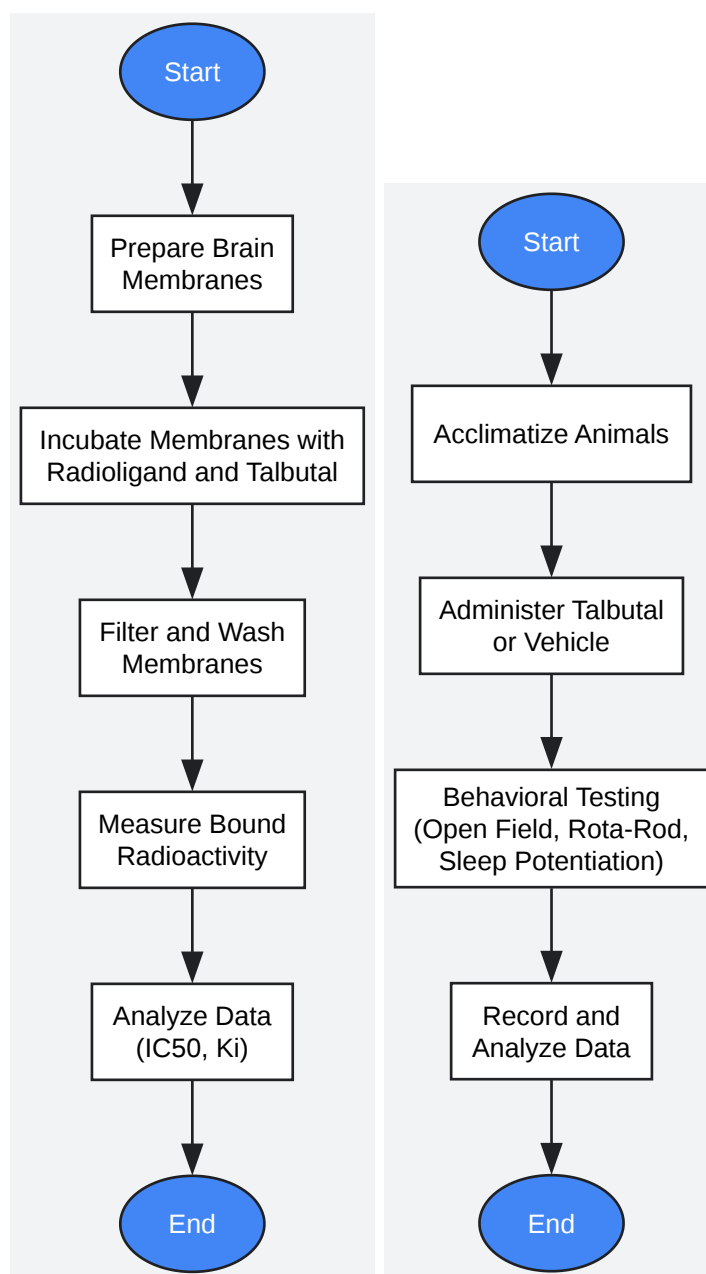 Start
Prepare Brain
Membranes
Incubate Membranes with
Radioligand and Talbutal
Filter and Wash
Membranes
Measure Bound
Radioactivity
Analyze Data
(IC50, Ki)
End
Start
Acclimatize Animals
Administer Talbutal
or Vehicle
Behavioral Testing
(Open Field, Rota-Rod,
Sleep Potentiation)
Record and
Analyze Data
End